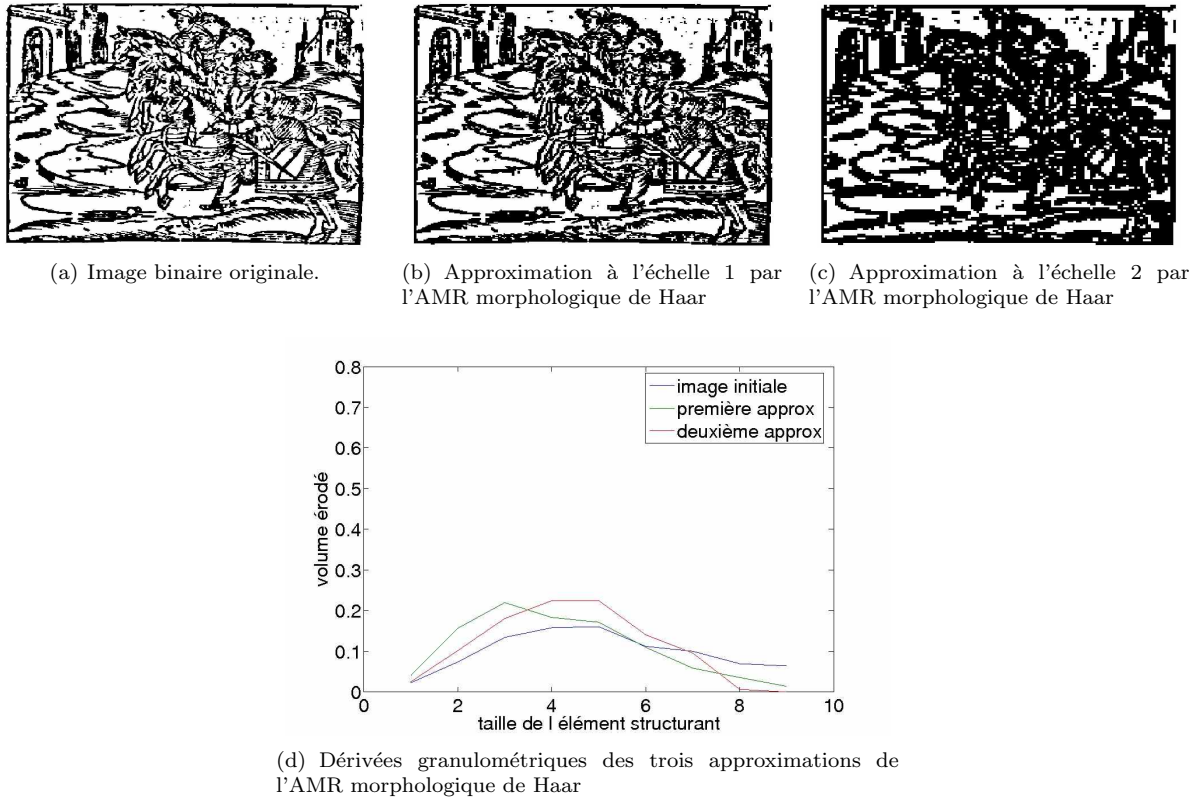 (a) Image binaire originale.
(b) Approximation à l'échelle 1 par
l'AMR morphologique de Haar
(c) Approximation à l'échelle 2 par
l'AMR morphologique de Haar
0.8
0.7
0.6
0.5
0.4
0.3
0.2
0.1
0
volume érodé
image initiale
première approx
deuxième approx
0 2 4 6 8 10
taille de l élément structurant
(d) Dérivées granulométriques des trois approximations de
l'AMR morphologique de Haar